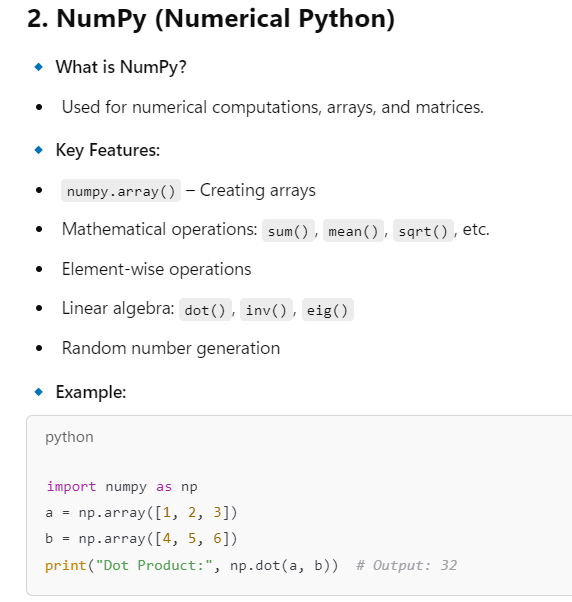 2. NumPy (Numerical Python)
What is NumPy?
Used for numerical computations, arrays, and matrices.
Key Features:
numpy.array() – Creating arrays
Mathematical operations: sum(), mean(), sqrt(), etc.
Element-wise operations
Linear algebra: dot(), inv(), eig()
Random number generation
Example:
python
import numpy as np
a = np.array([1, 2, 3])
b = np.array([4, 5, 6])
print("Dot Product:", np.dot(a, b))  # Output: 32